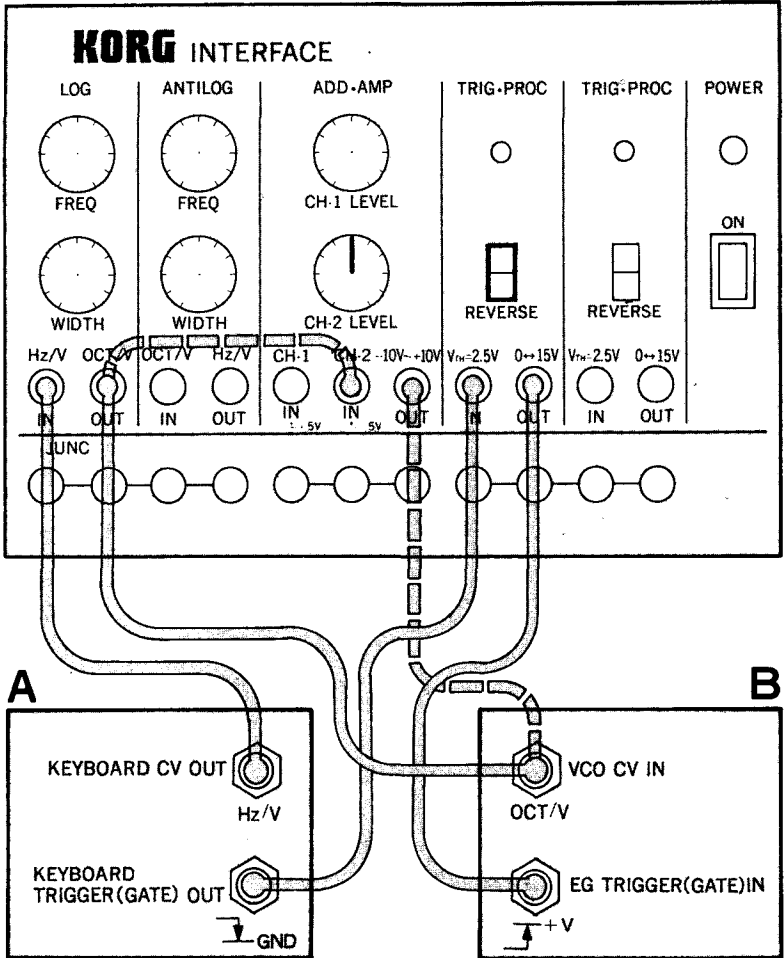 KORG INTERFACE
LOG ANTILOG ADD•AMP TRIG•PROC TRIG•PROC POWER
FREQ FREQ CH·1 LEVEL
ON
WIDTH WIDTH CH·2 LEVEL REVERSE REVERSE
Hz/V OCT/V OCT/V Hz/V CH·1 CH·2 -10V~+10V VTH=2.5V 0↔15V VTH=2.5V 0↔15V
IN OUT IN OUT IN IN OUT IN OUT IN OUT
5V 5V
JUNC
A B
KEYBOARD CV OUT VCO CV IN
Hz/V OCT/V
KEYBOARD
TRIGGER(GATE) OUT EG TRIGGER(GATE)IN
GND +V